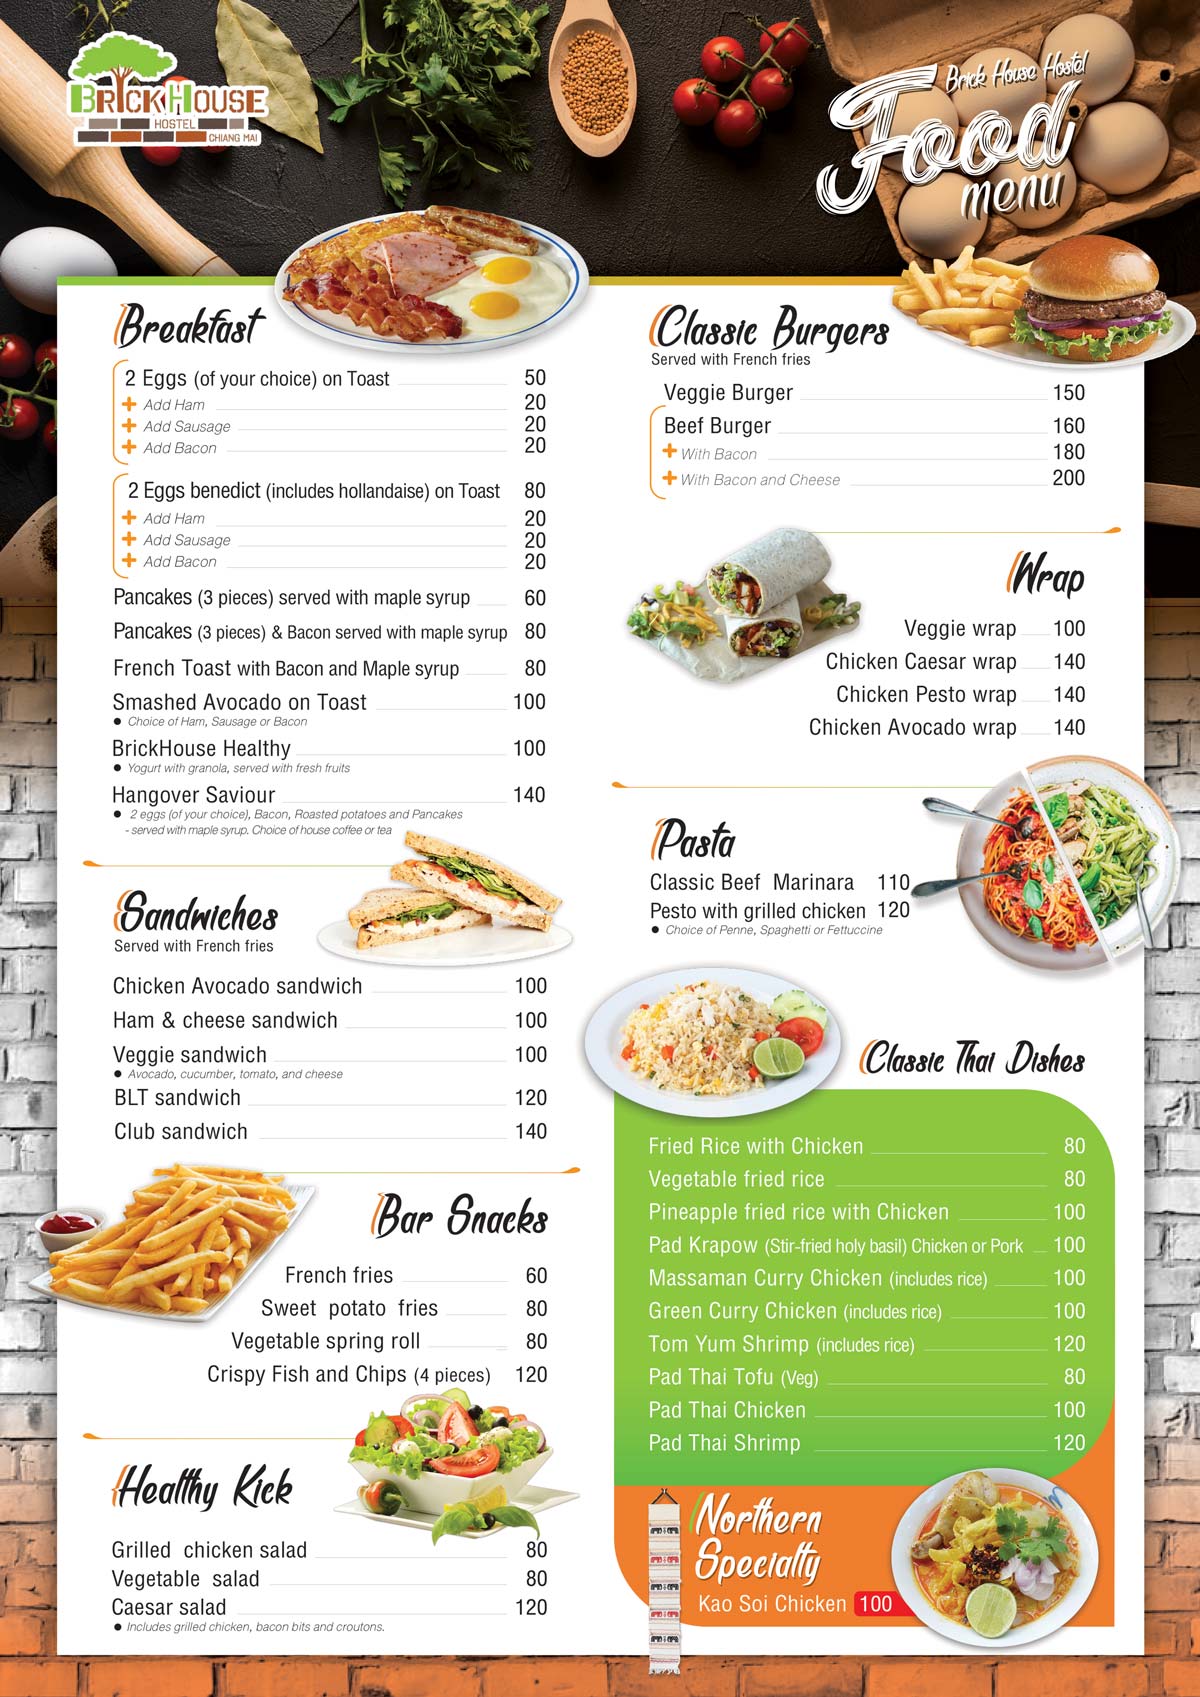 BRICKHOUSE
HOSTEL
CHIANG MAI
Brick House Hostel
Food
menu
Breakfast
2 Eggs (of your choice) on Toast 50
+ Add Ham 20
+ Add Sausage 20
+ Add Bacon 20
2 Eggs benedict (includes hollandaise) on Toast 80
+ Add Ham 20
+ Add Sausage 20
+ Add Bacon 20
Pancakes (3 pieces) served with maple syrup 60
Pancakes (3 pieces) & Bacon served with maple syrup 80
French Toast with Bacon and Maple syrup 80
Smashed Avocado on Toast 100
● Choice of Ham, Sausage or Bacon
BrickHouse Healthy 100
● Yogurt with granola, served with fresh fruits
Hangover Saviour 140
● 2 eggs (of your choice), Bacon, Roasted potatoes and Pancakes
- served with maple syrup. Choice of house coffee or tea
Sandwiches
Served with French fries
Chicken Avocado sandwich 100
Ham & cheese sandwich 100
Veggie sandwich 100
● Avocado, cucumber, tomato, and cheese
BLT sandwich 120
Club sandwich 140
Bar Snacks
French fries 60
Sweet potato fries 80
Vegetable spring roll 80
Crispy Fish and Chips (4 pieces) 120
Healthy Kick
Grilled chicken salad 80
Vegetable salad 80
Caesar salad 120
● Includes grilled chicken, bacon bits and croutons.
Classic Burgers
Served with French fries
Veggie Burger 150
Beef Burger 160
+ With Bacon 180
+ With Bacon and Cheese 200
Wrap
Veggie wrap 100
Chicken Caesar wrap 140
Chicken Pesto wrap 140
Chicken Avocado wrap 140
Pasta
Classic Beef Marinara 110
Pesto with grilled chicken 120
● Choice of Penne, Spaghetti or Fettuccine
Classic Thai Dishes
Fried Rice with Chicken 80
Vegetable fried rice 80
Pineapple fried rice with Chicken 100
Pad Krapow (Stir-fried holy basil) Chicken or Pork 100
Massaman Curry Chicken (includes rice) 100
Green Curry Chicken (includes rice) 100
Tom Yum Shrimp (includes rice) 120
Pad Thai Tofu (Veg) 80
Pad Thai Chicken 100
Pad Thai Shrimp 120
Northern
Specialty
Kao Soi Chicken 100